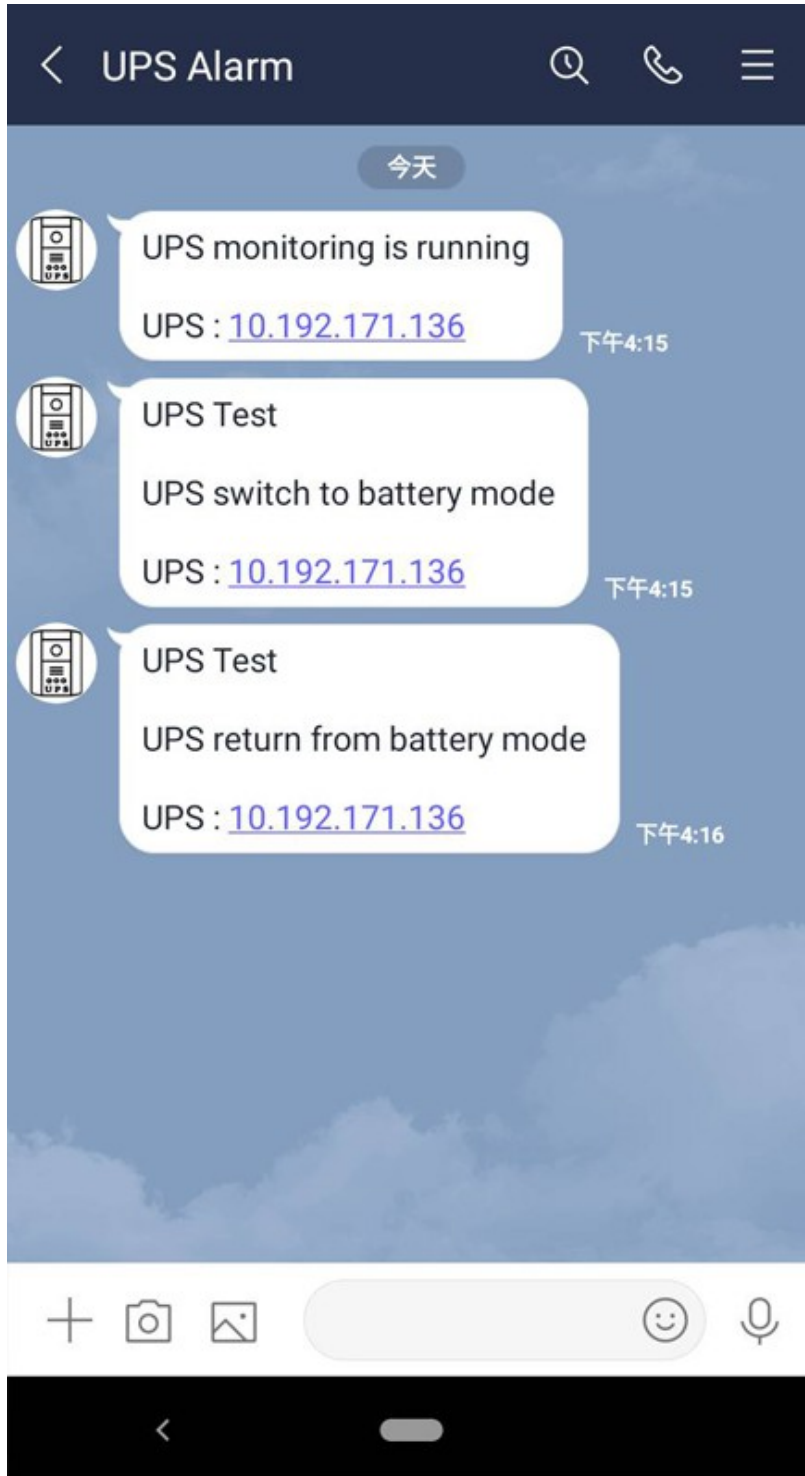 UPS Alarm
今天
UPS monitoring is running
UPS : 10.192.171.136
下午4:15
UPS Test
UPS switch to battery mode
UPS : 10.192.171.136
下午4:15
UPS Test
UPS return from battery mode
UPS : 10.192.171.136
下午4:16